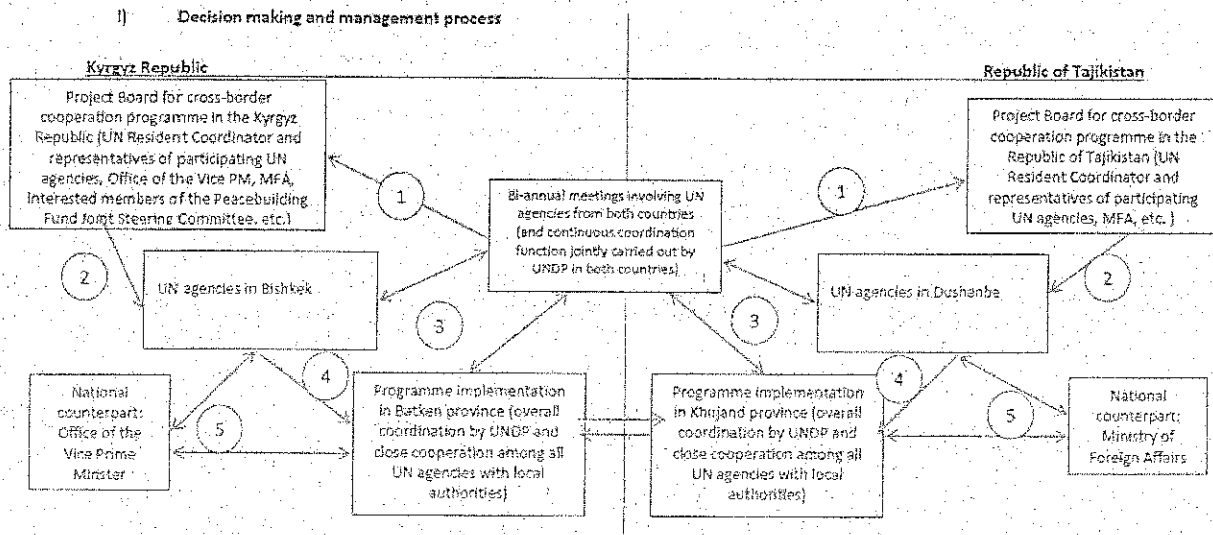 I) Decision making and management process
Kyrgyz Republic
Republic of Tajikistan
Project Board for cross-border
cooperation programme in the Kyrgyz
Republic (UN Resident Coordinator and
representatives of participating UN
agencies, Office of the Vice PM, MFA,
Interested members of the Peacebuilding
Fund Joint Steering Committee, etc.)
Project Board for cross-border
cooperation programme in the
Republic of Tajikistan (UN
Resident Coordinator and
representatives of participating
UN agencies, MFA, etc. )
1
Bi-annual meetings involving UN
agencies from both countries
(and continuous coordination
function jointly carried out by
UNDP in both countries)
1
2
UN agencies in Bishkek
3
3
UN agencies in Dushanbe
2
National
counterpart:
Office of the
Vice Prime
Minster
5
4
Programme implementation
in Batken province (overall
coordination by UNDP and
close cooperation among all
UN agencies with local
authorities)
Programme implementation
in Khujand province (overall
coordination by UNDP and
close cooperation among all
UN agencies with local
authorities)
4
5
National
counterpart:
Ministry of
Foreign Affairs